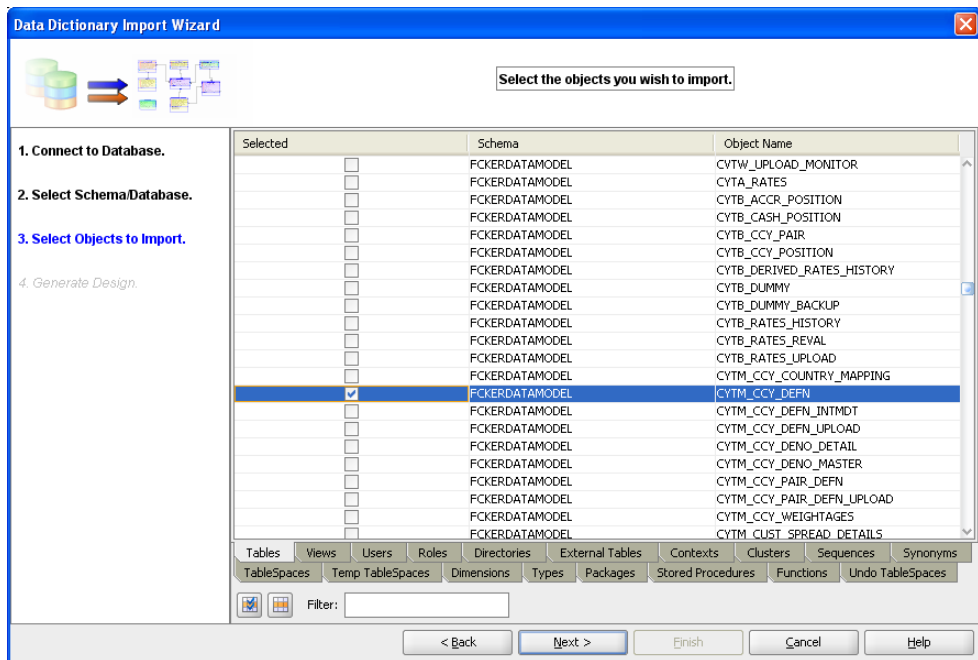 Data Dictionary Import Wizard
Select the objects you wish to import.
1. Connect to Database.
2. Select Schema/Database.
3. Select Objects to Import.
4. Generate Design.
Selected Schema Object Name
FCKERDATAMODEL CVTW_UPLOAD_MONITOR
FCKERDATAMODEL CYTA_RATES
FCKERDATAMODEL CYTB_ACCR_POSITION
FCKERDATAMODEL CYTB_CASH_POSITION
FCKERDATAMODEL CYTB_CCY_PAIR
FCKERDATAMODEL CYTB_CCY_POSITION
FCKERDATAMODEL CYTB_DERIVED_RATES_HISTORY
FCKERDATAMODEL CYTB_DUMMY
FCKERDATAMODEL CYTB_DUMMY_BACKUP
FCKERDATAMODEL CYTB_RATES_HISTORY
FCKERDATAMODEL CYTB_RATES_REVAL
FCKERDATAMODEL CYTB_RATES_UPLOAD
FCKERDATAMODEL CYTM_CCY_COUNTRY_MAPPING
FCKERDATAMODEL CYTM_CCY_DEFN
FCKERDATAMODEL CYTM_CCY_DEFN_INTMDT
FCKERDATAMODEL CYTM_CCY_DEFN_UPLOAD
FCKERDATAMODEL CYTM_CCY_DENO_DETAIL
FCKERDATAMODEL CYTM_CCY_DENO_MASTER
FCKERDATAMODEL CYTM_CCY_PAIR_DEFN
FCKERDATAMODEL CYTM_CCY_PAIR_DEFN_UPLOAD
FCKERDATAMODEL CYTM_CCY_WEIGHTAGES
FCKERDATAMODEL CYTM_CUST_SPREAD_DETAILS
Tables Views Users Roles Directories External Tables Contexts Clusters Sequences Synonyms
TableSpaces Temp TableSpaces Dimensions Types Packages Stored Procedures Functions Undo TableSpaces
Filter:
< Back Next > Finish Cancel Help